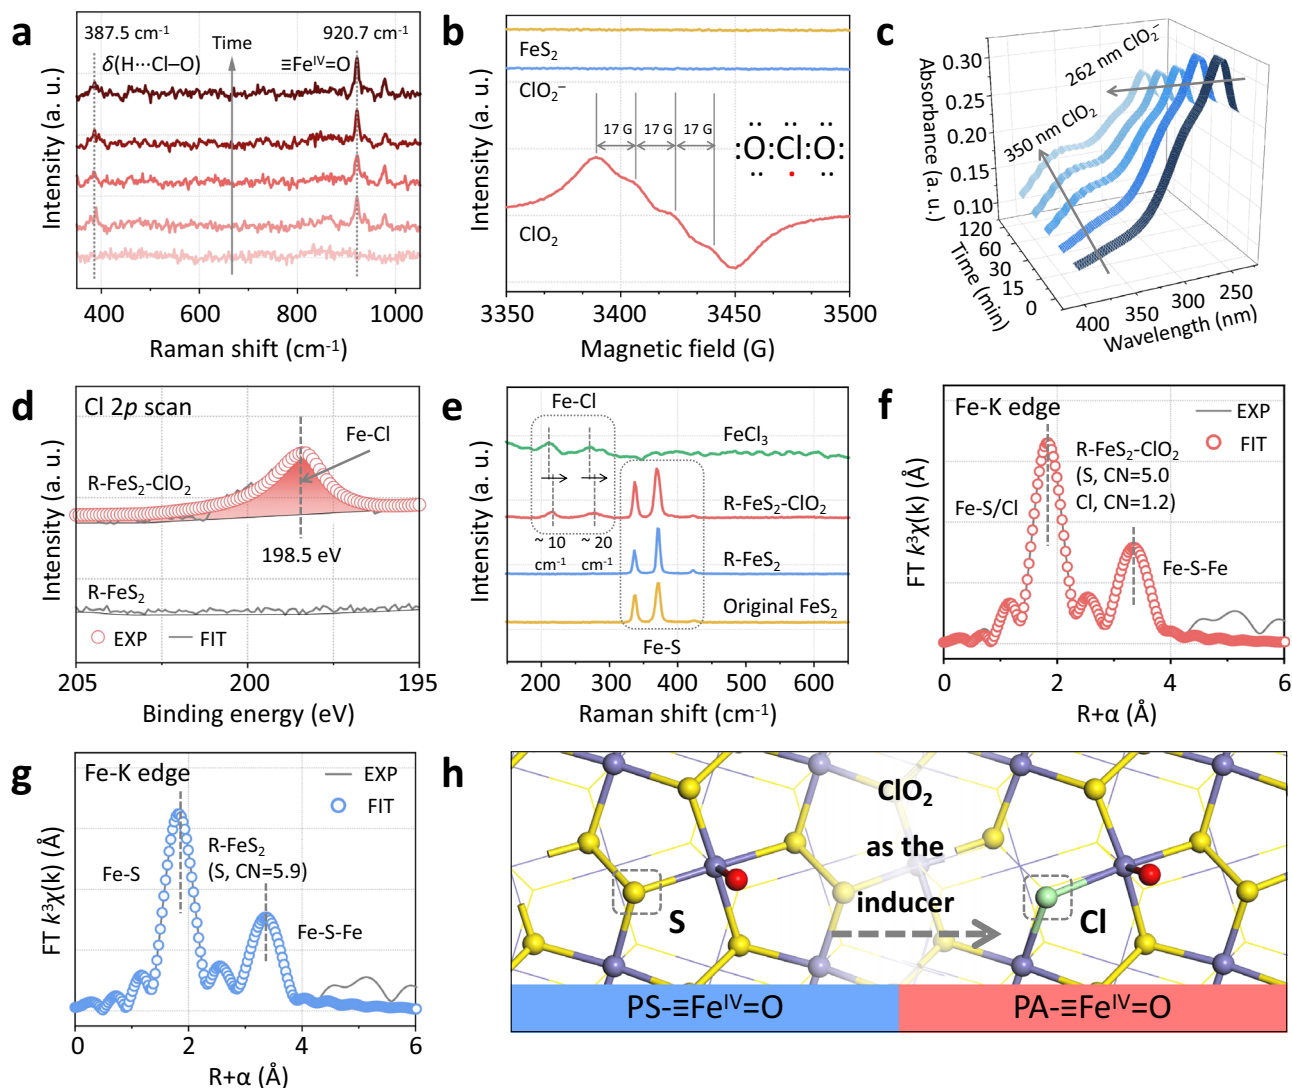 a
387.5 cm⁻¹
920.7 cm⁻¹
Time
δ(H···Cl–O)
≡Feᴵⱽ=O
Intensity (a. u.)
400
600
800
1000
Raman shift (cm⁻¹)
b
FeS₂
ClO₂⁻
17 G
17 G
17 G
:O:Cl:O:
ClO₂
Intensity (a. u.)
3350
3400
3450
3500
Magnetic field (G)
c
0.30
0.25
0.20
0.15
0.10
Absorbance (a. u.)
262 nm ClO₂⁻
350 nm ClO₂
120
60
30
15
0
Time (min)
400
350
300
250
Wavelength (nm)
d
Cl 2p scan
Fe-Cl
R-FeS₂-ClO₂
198.5 eV
R-FeS₂
EXP
FIT
Intensity (a. u.)
205
200
195
Binding energy (eV)
e
Fe-Cl
FeCl₃
R-FeS₂-ClO₂
~ 10
cm⁻¹
~ 20
cm⁻¹
R-FeS₂
Original FeS₂
Fe-S
Intensity (a. u.)
200
300
400
500
600
Raman shift (cm⁻¹)
f
Fe-K edge
EXP
FIT
R-FeS₂-ClO₂
(S, CN=5.0
Cl, CN=1.2)
Fe-S/Cl
Fe-S-Fe
FT k³χ(k) (Å)
0
2
4
6
R+α (Å)
g
Fe-K edge
EXP
FIT
R-FeS₂
(S, CN=5.9)
Fe-S
Fe-S-Fe
FT k³χ(k) (Å)
0
2
4
6
R+α (Å)
h
ClO₂
as the
inducer
S
Cl
PS-≡Feᴵⱽ=O
PA-≡Feᴵⱽ=O